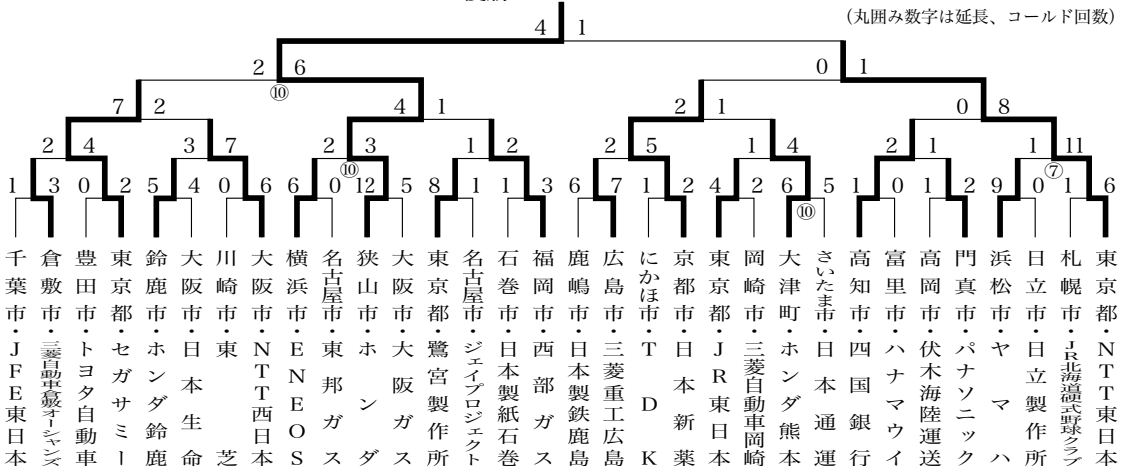 (丸囲み数字は延長、コールド回数)
4 1
2 6 0 1
⑩
7 2 4 1 2 1 0 8
2 4 3 7 2 3 1 2 2 5 1 4 2 1 1 11
⑩ ⑦
1 3 0 2 5 4 0 6 6 0 12 5 8 1 1 3 6 7 1 2 4 2 6 5 1 0 1 2 9 0 1 6
⑩
千葉市・JFE東日本
倉敷市・三菱自動車倉敷オーシャンズ
豊田市・トヨタ自動車
東京都・セガサミー
鈴鹿市・ホンダ鈴鹿
大阪市・日本生命
川崎市・東芝
大阪市・NTT西日本
横浜市・ENEOS
名古屋市・東邦ガス
狭山市・ホンダ
大阪市・大阪ガス
東京都・鷺宮製作所
名古屋市・ジェイプロジェクト
石巻市・日本製紙石巻
福岡市・西部ガス
鹿嶋市・日本製鉄鹿島
広島市・三菱重工広島
にかほ市・TDK
京都市・日本新薬
東京都・JR東日本
岡崎市・三菱自動車岡崎
大津町・ホンダ熊本
さいたま市・日本通運
高知市・四国銀行
富里市・ハナマウイ
高岡市・伏木海陸運送
門真市・パナソニック
浜松市・ヤマハ
日立市・日立製作所
札幌市・JR北海道硬式野球クラブ
東京都・NTT東日本